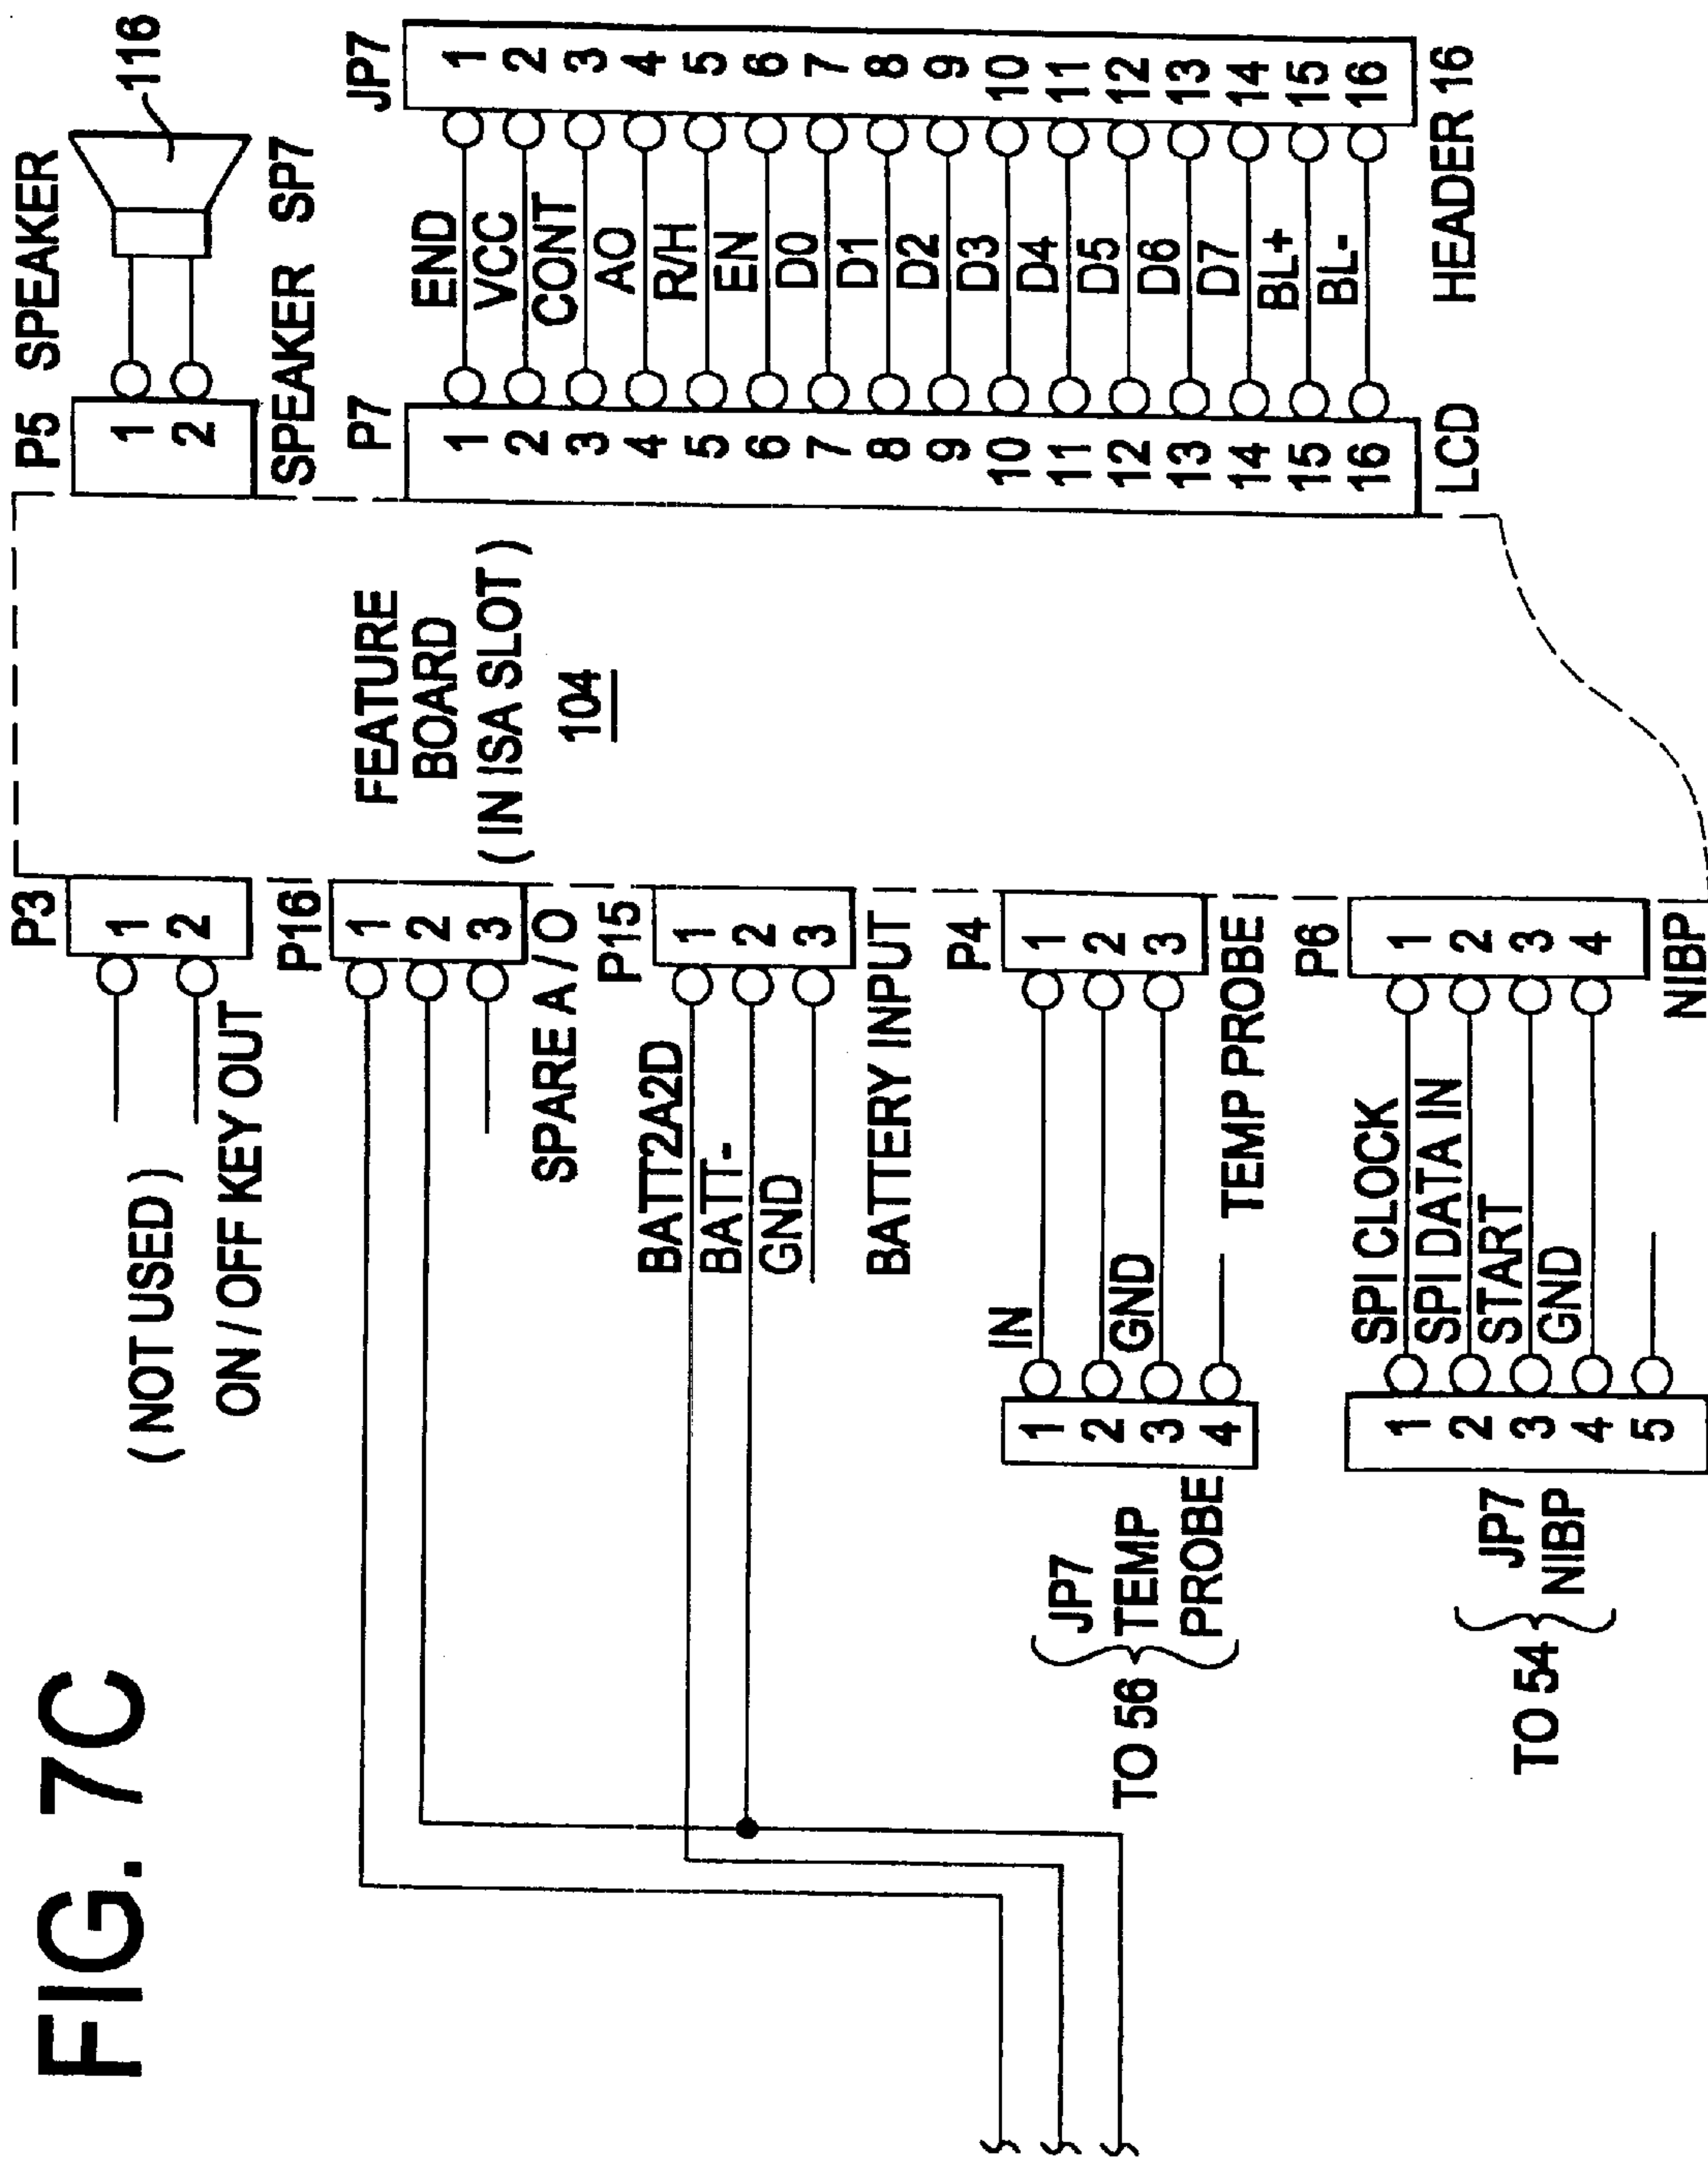 FIG. 7C
P3
1
2
( NOT USED )
ON / OFF KEY OUT
P16
1
2
3
SPARE A / O
P15
BATT2A2D
1
BATT-
2
GND
3
BATTERY INPUT
P4
IN
1
1
2
2
GND
3
3
4
TEMP PROBE
JP7
TEMP
PROBE
TO 56
P6
SPI CLOCK
1
1
SPI DATA IN
2
2
START
3
3
GND
4
4
5
NIBP
JP7
NIBP
TO 54
FEATURE
BOARD
( IN ISA SLOT )
104
P5 SPEAKER
1
2
116
SPEAKER SP7
P7
JP7
1 END 1
2 VCC 2
3 CONT 3
4 AO 4
5 R/H 5
6 EN 6
7 D0 7
8 D1 8
9 D2 9
10 D3 10
11 D4 11
12 D5 12
13 D6 13
14 D7 14
15 BL+ 15
16 BL- 16
LCD
HEADER 16